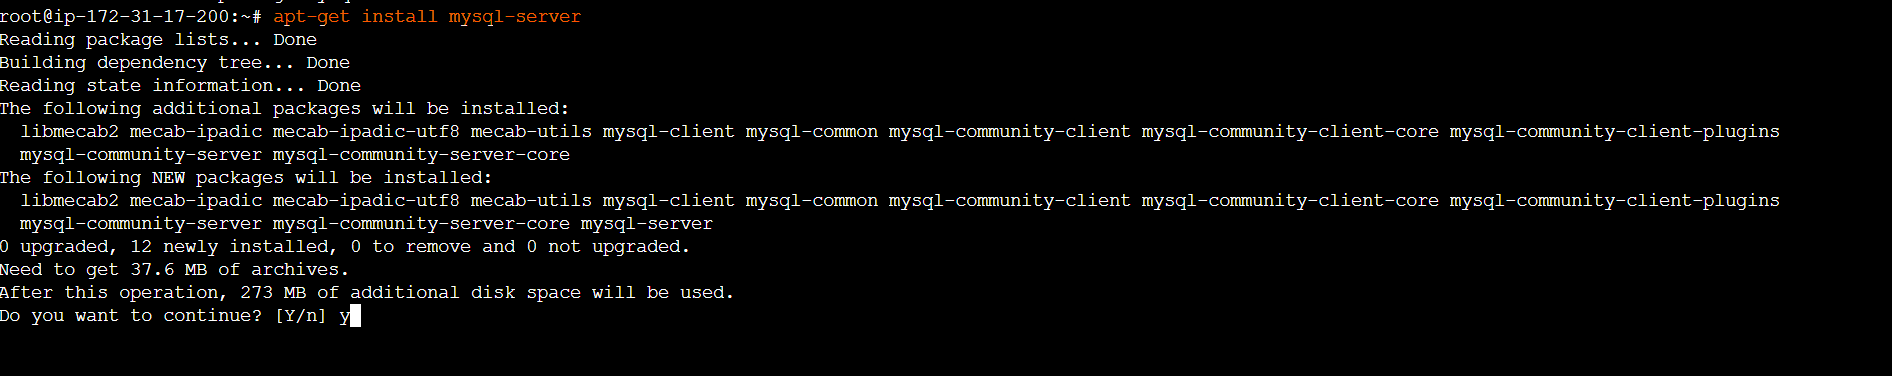 root@ip-172-31-17-200:~# apt-get install mysql-server
Reading package lists... Done
Building dependency tree... Done
Reading state information... Done
The following additional packages will be installed:
  libmecab2 mecab-ipadic mecab-ipadic-utf8 mecab-utils mysql-client mysql-common mysql-community-client mysql-community-client-core mysql-community-client-plugins
  mysql-community-server mysql-community-server-core
The following NEW packages will be installed:
  libmecab2 mecab-ipadic mecab-ipadic-utf8 mecab-utils mysql-client mysql-common mysql-community-client mysql-community-client-core mysql-community-client-plugins
  mysql-community-server mysql-community-server-core mysql-server
0 upgraded, 12 newly installed, 0 to remove and 0 not upgraded.
Need to get 37.6 MB of archives.
After this operation, 273 MB of additional disk space will be used.
Do you want to continue? [Y/n] y